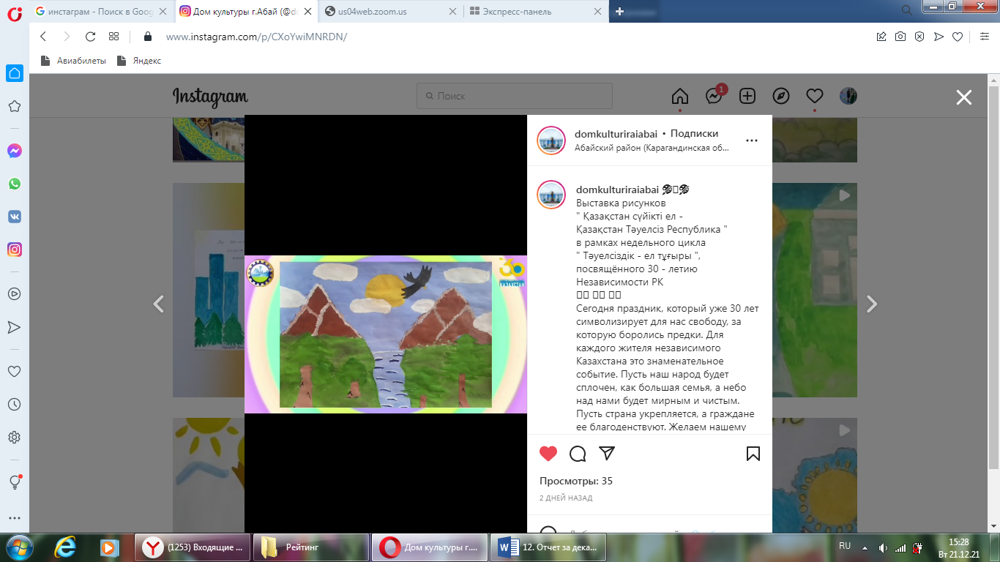 инстаграм - Поиск в Goog
Дом культуры г.Абай (@do
us04web.zoom.us
Экспресс-панель
www.instagram.com/p/CXoYwiMNRDN/
Авиабилеты
Яндекс
Instagram
Поиск
1
domkulturiraiabai • Подписки
Абайский район (Карагандинская об...
domkulturiraiabai
Выставка рисунков
" Қазақстан сүйікті ел -
Қазақстан Тәуелсіз Республика "
в рамках недельного цикла
" Тәуелсіздік - ел тұғыры ",
посвящённого 30 - летию
Независимости РК
Сегодня праздник, который уже 30 лет
символизирует для нас свободу, за
которую боролись предки. Для
каждого жителя независимого
Казахстана это знаменательное
событие. Пусть наш народ будет
сплочен, как большая семья, а небо
над нами будет мирным и чистым.
Пусть страна укрепляется, а граждане
ее благоденствуют. Желаем нашему
30
КАЗАХСТАН
Просмотры: 35
2 ДНЕЙ НАЗАД
(1253) Входящие ...
Рейтинг
Дом культуры г....
12. Отчет за дека...
RU
15:28
Вт 21.12.21